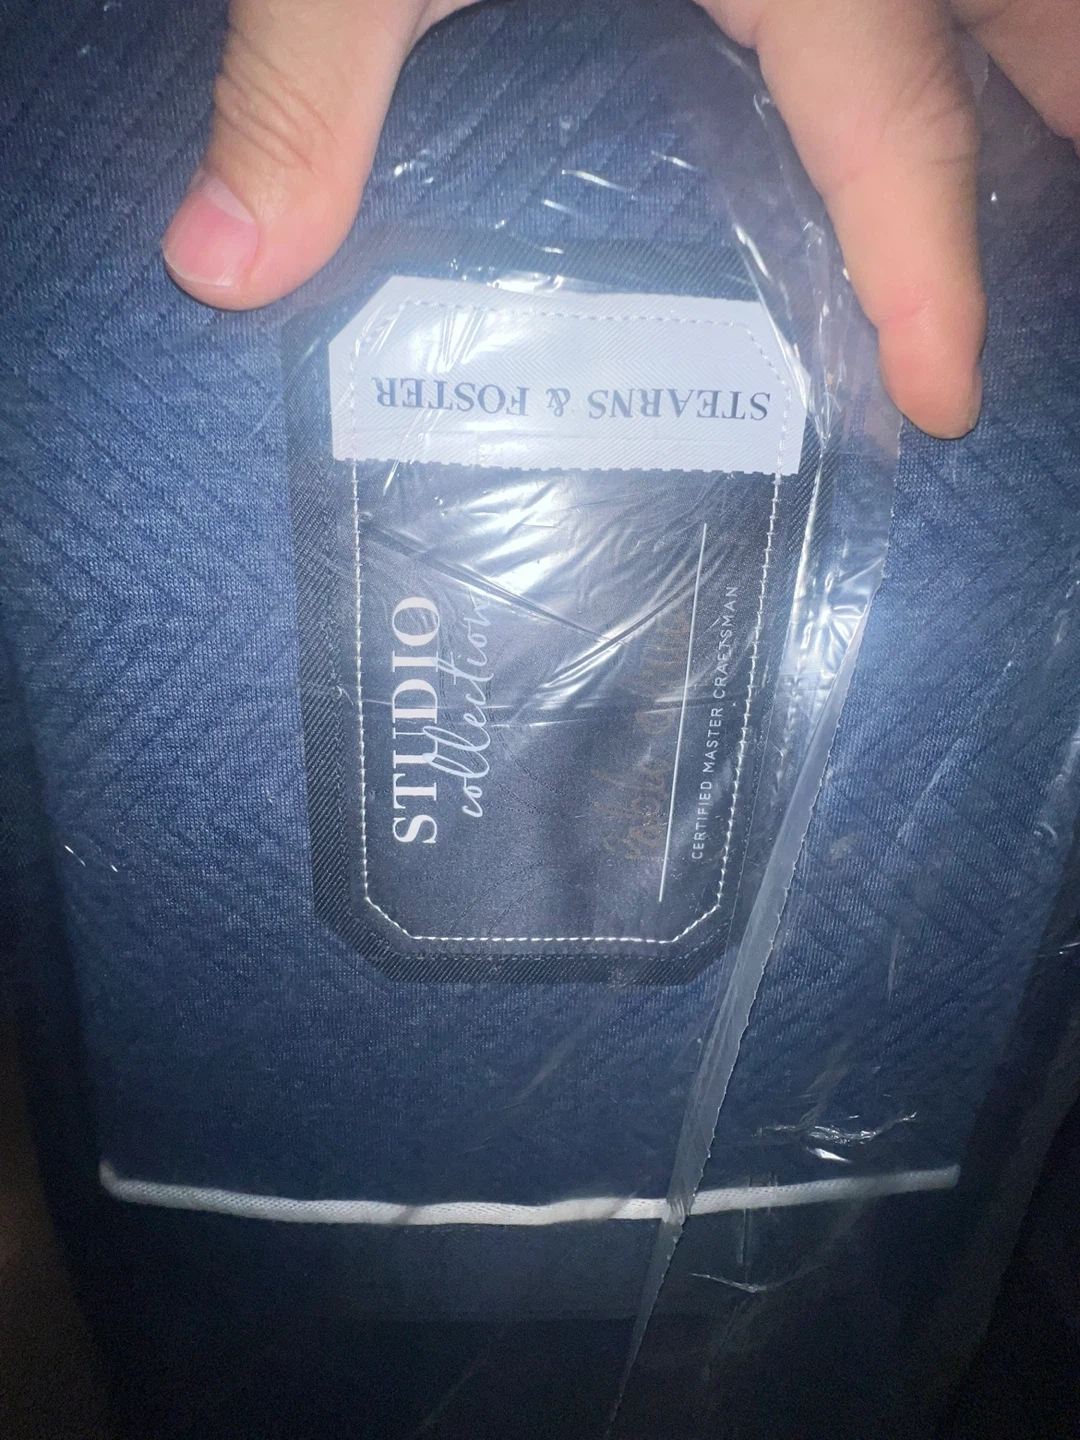 STEARNS & FOSTER
STUDIO
collection
CERTIFIED MASTER CRAFTSMAN